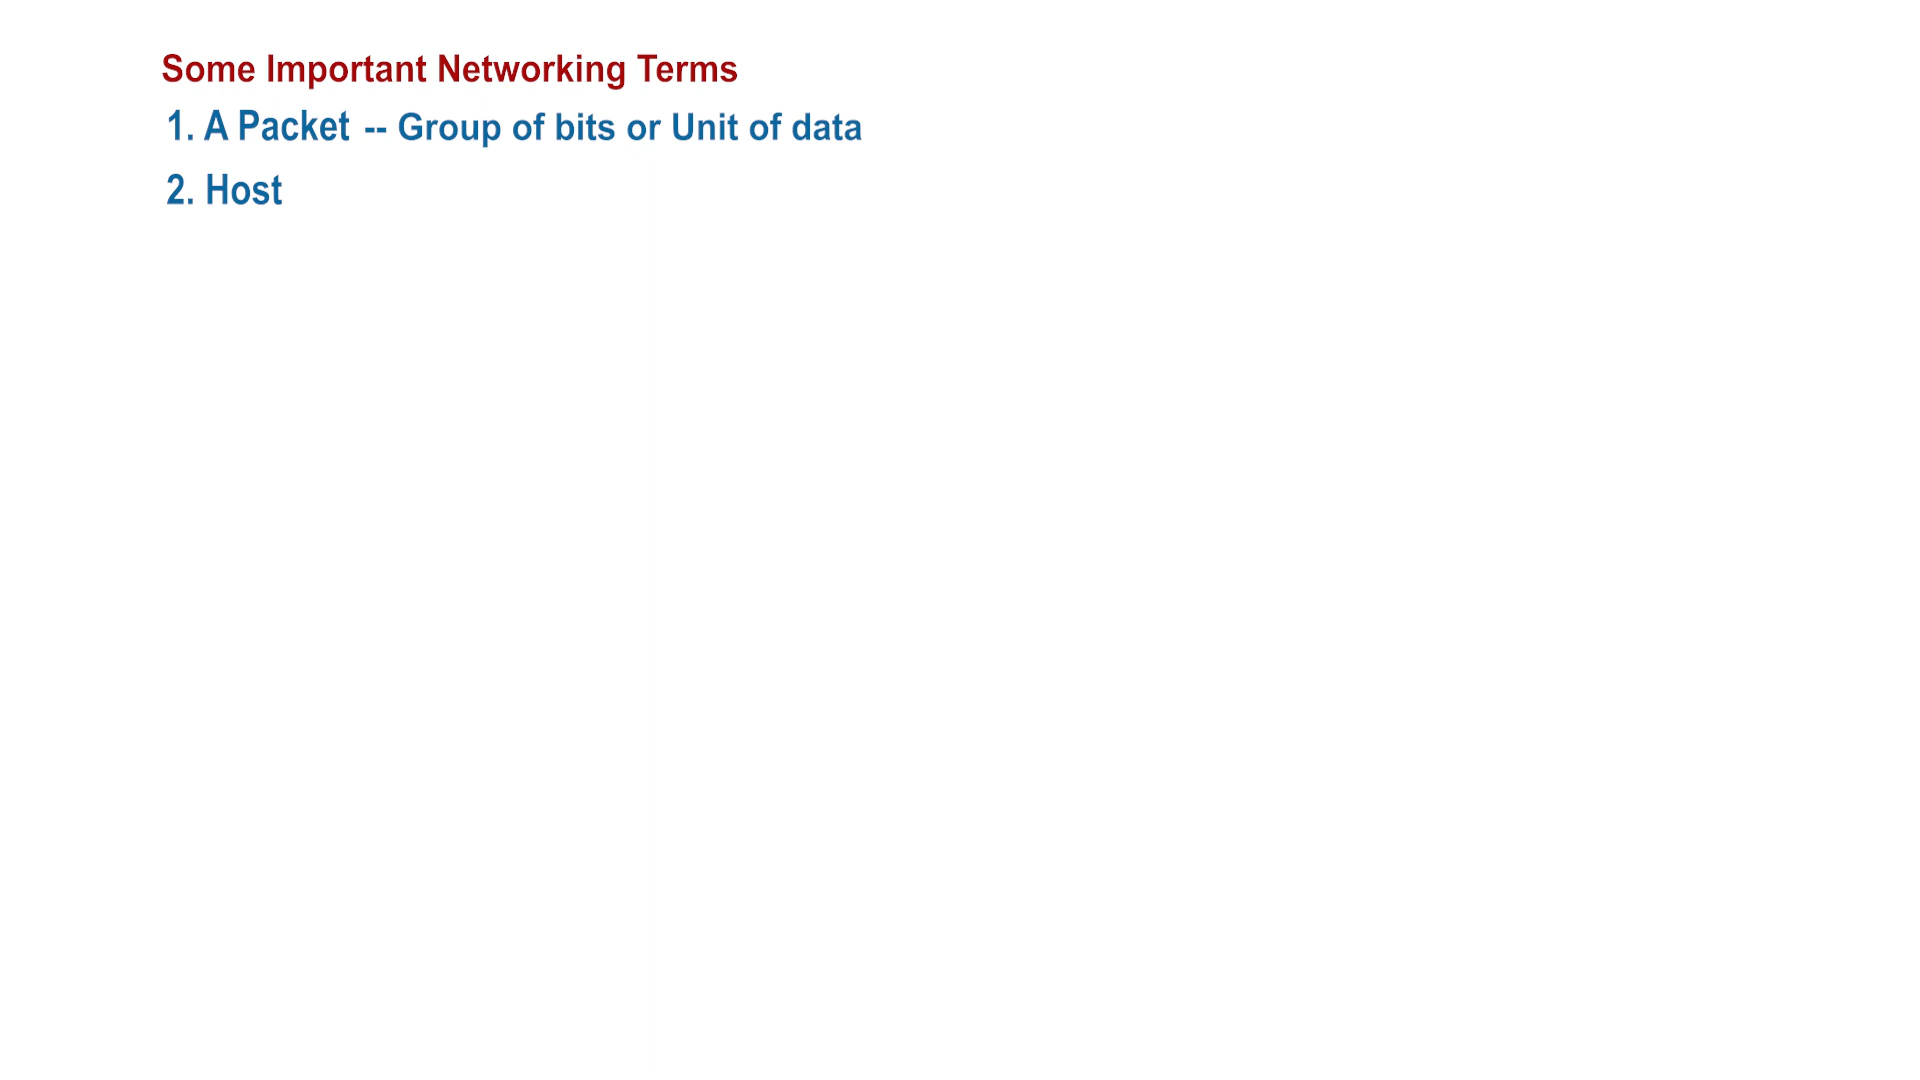 Some Important Networking Terms
1. A Packet -- Group of bits or Unit of data
2. Host